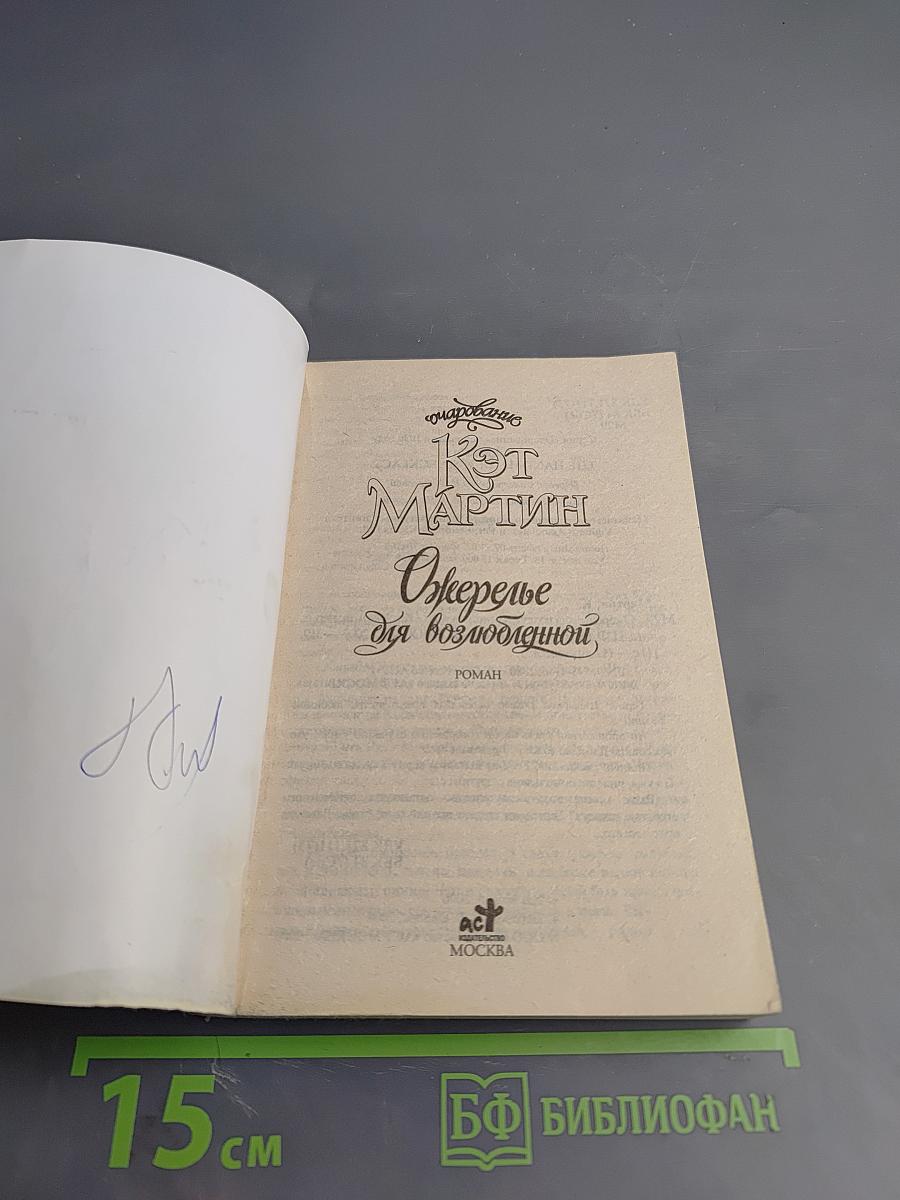 очарование
КЭТ
МАРТИН
Ожерелье
для возлюбленной
РОМАН
аст
ИЗДАТЕЛЬСТВО
МОСКВА
15 см
БФ БИБЛИОФАН